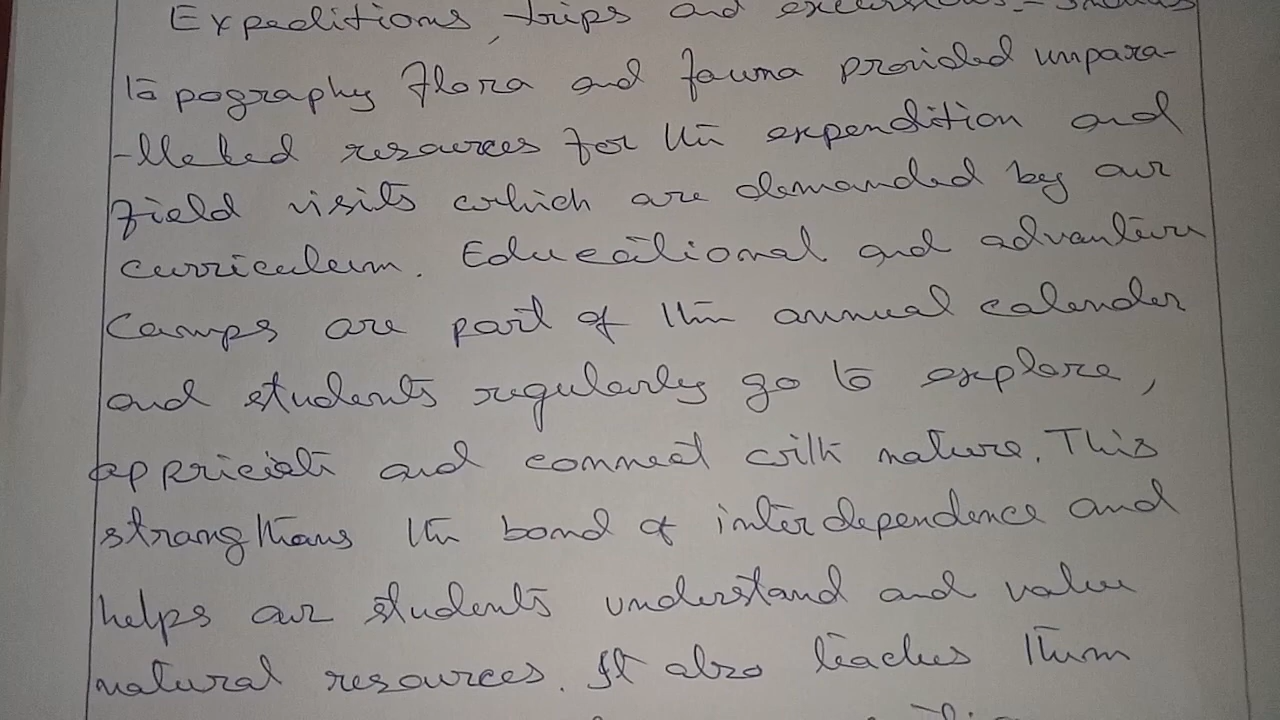 Expeditions, trips and excursions -
topography flora and fauna provided unpara-
-lleled resources for the expendition and
field visits which are demanded by our
curriculum. Educational and advanture
Camps are part of the annual calender
and students regularly go to explore,
appriciate and connect with nature. This
strangthans the bond of interdependence and
helps our students understand and value
natural resources. It also teaches them